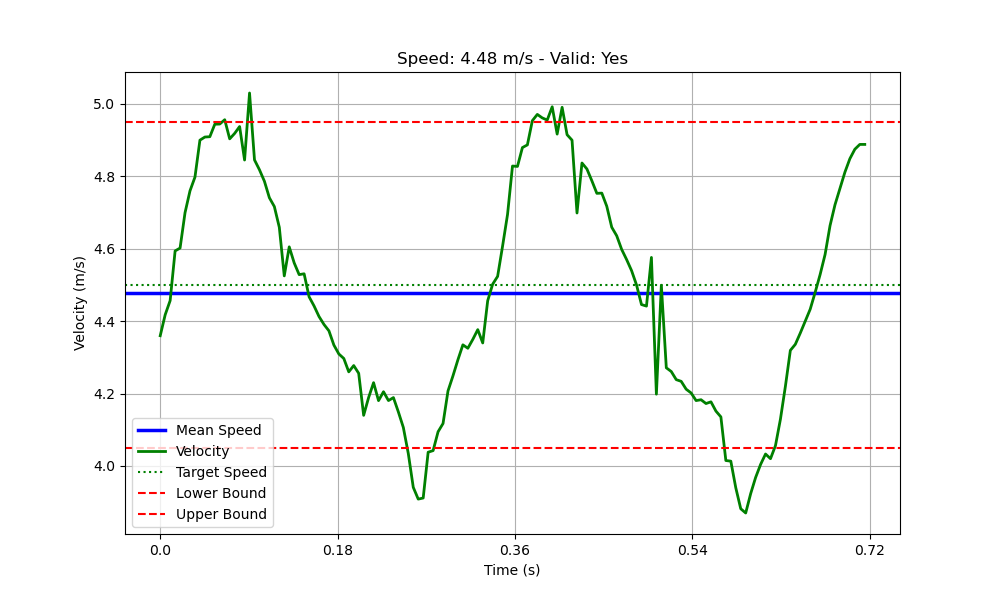 Speed: 4.48 m/s - Valid: Yes
Velocity (m/s)
5.0
4.8
4.6
4.4
4.2
4.0
Mean Speed
Velocity
Target Speed
Lower Bound
Upper Bound
0.0 0.18 0.36 0.54 0.72
Time (s)